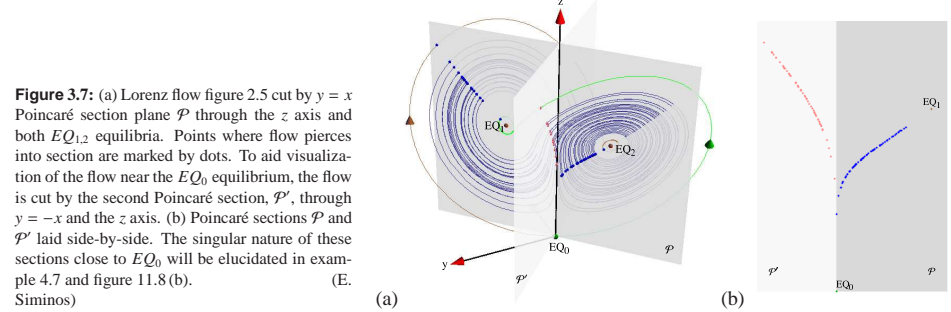 Figure 3.7: (a) Lorenz flow figure 2.5 cut by y = x
Poincaré section plane 𝒫 through the z axis and
both EQ1,2 equilibria. Points where flow pierces
into section are marked by dots. To aid visualiza-
tion of the flow near the EQ0 equilibrium, the flow
is cut by the second Poincaré section, 𝒫′, through
y = −x and the z axis. (b) Poincaré sections 𝒫 and
𝒫′ laid side-by-side. The singular nature of these
sections close to EQ0 will be elucidated in exam-
ple 4.7 and figure 11.8 (b). (E.
Siminos)
(a)
z
EQ1
EQ2
EQ0
y
𝒫′
𝒫
(b)
EQ1
EQ0
𝒫′
𝒫